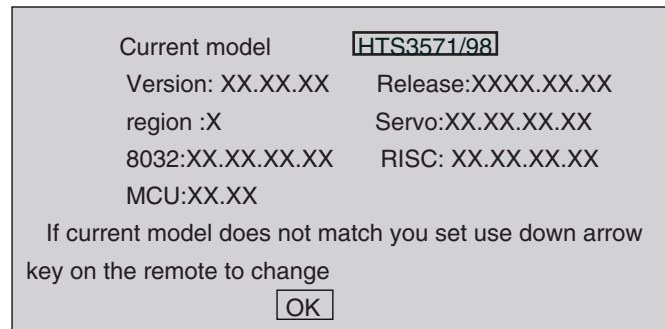 Current model HTS3571/98
Version: XX.XX.XX Release:XXXX.XX.XX
region :X Servo:XX.XX.XX.XX
8032:XX.XX.XX.XX RISC: XX.XX.XX.XX
MCU:XX.XX
If current model does not match you set use down arrow
key on the remote to change
OK